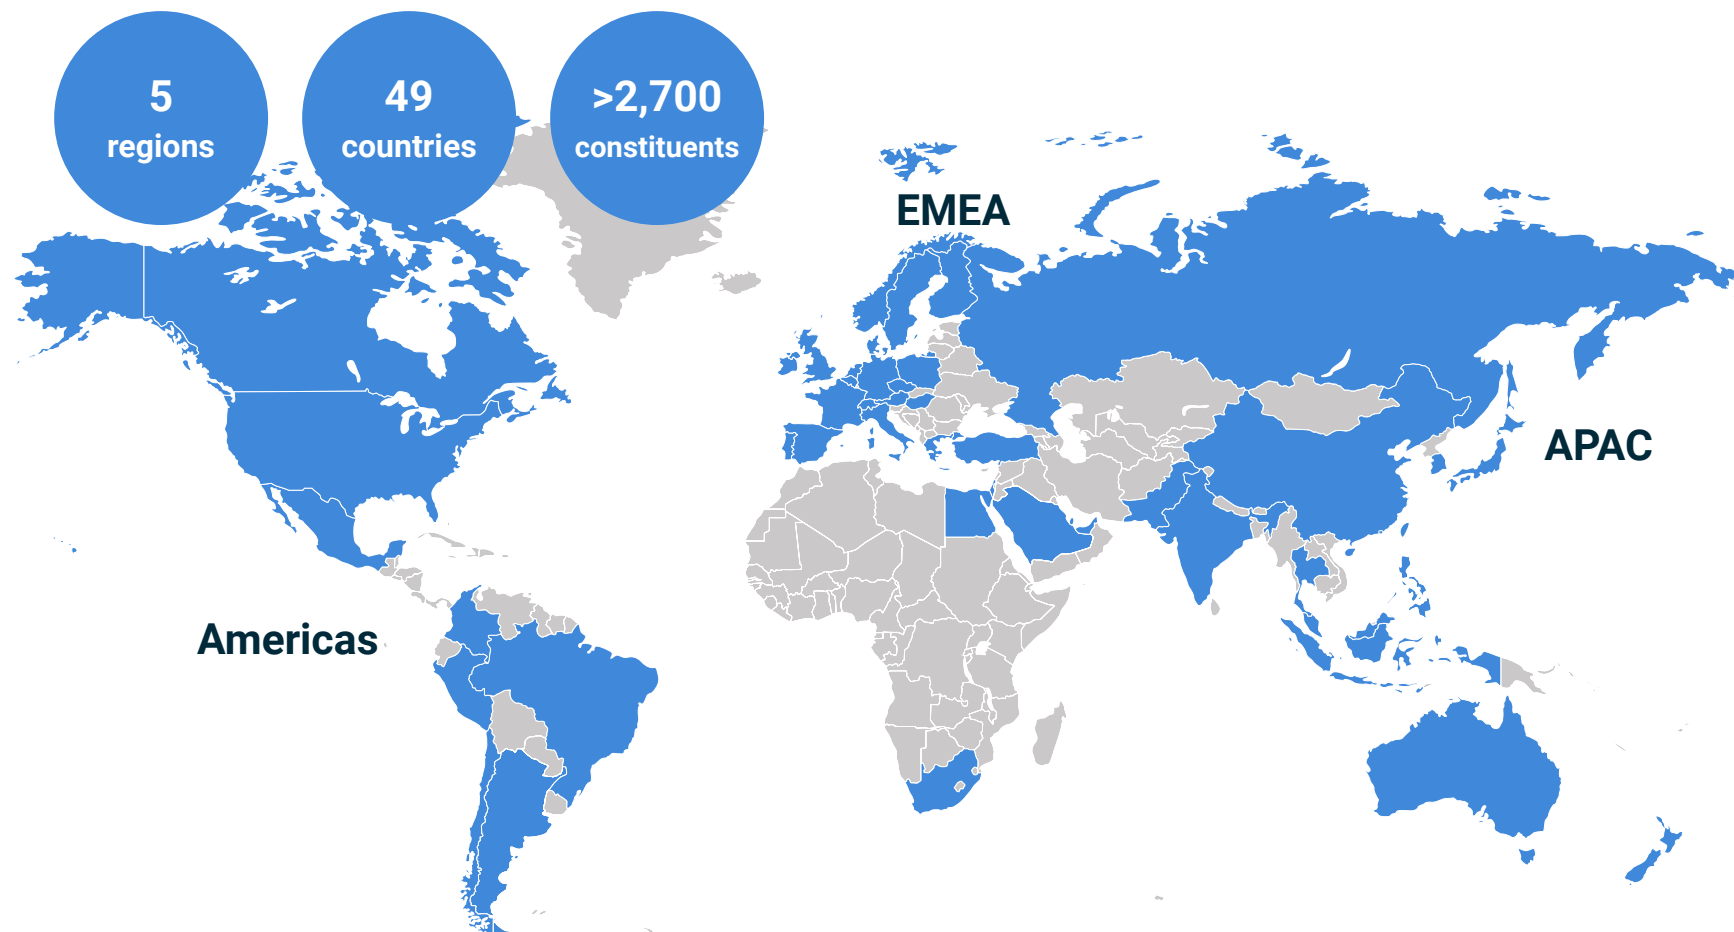 5
regions
49
countries
>2,700
constituents
EMEA
APAC
Americas